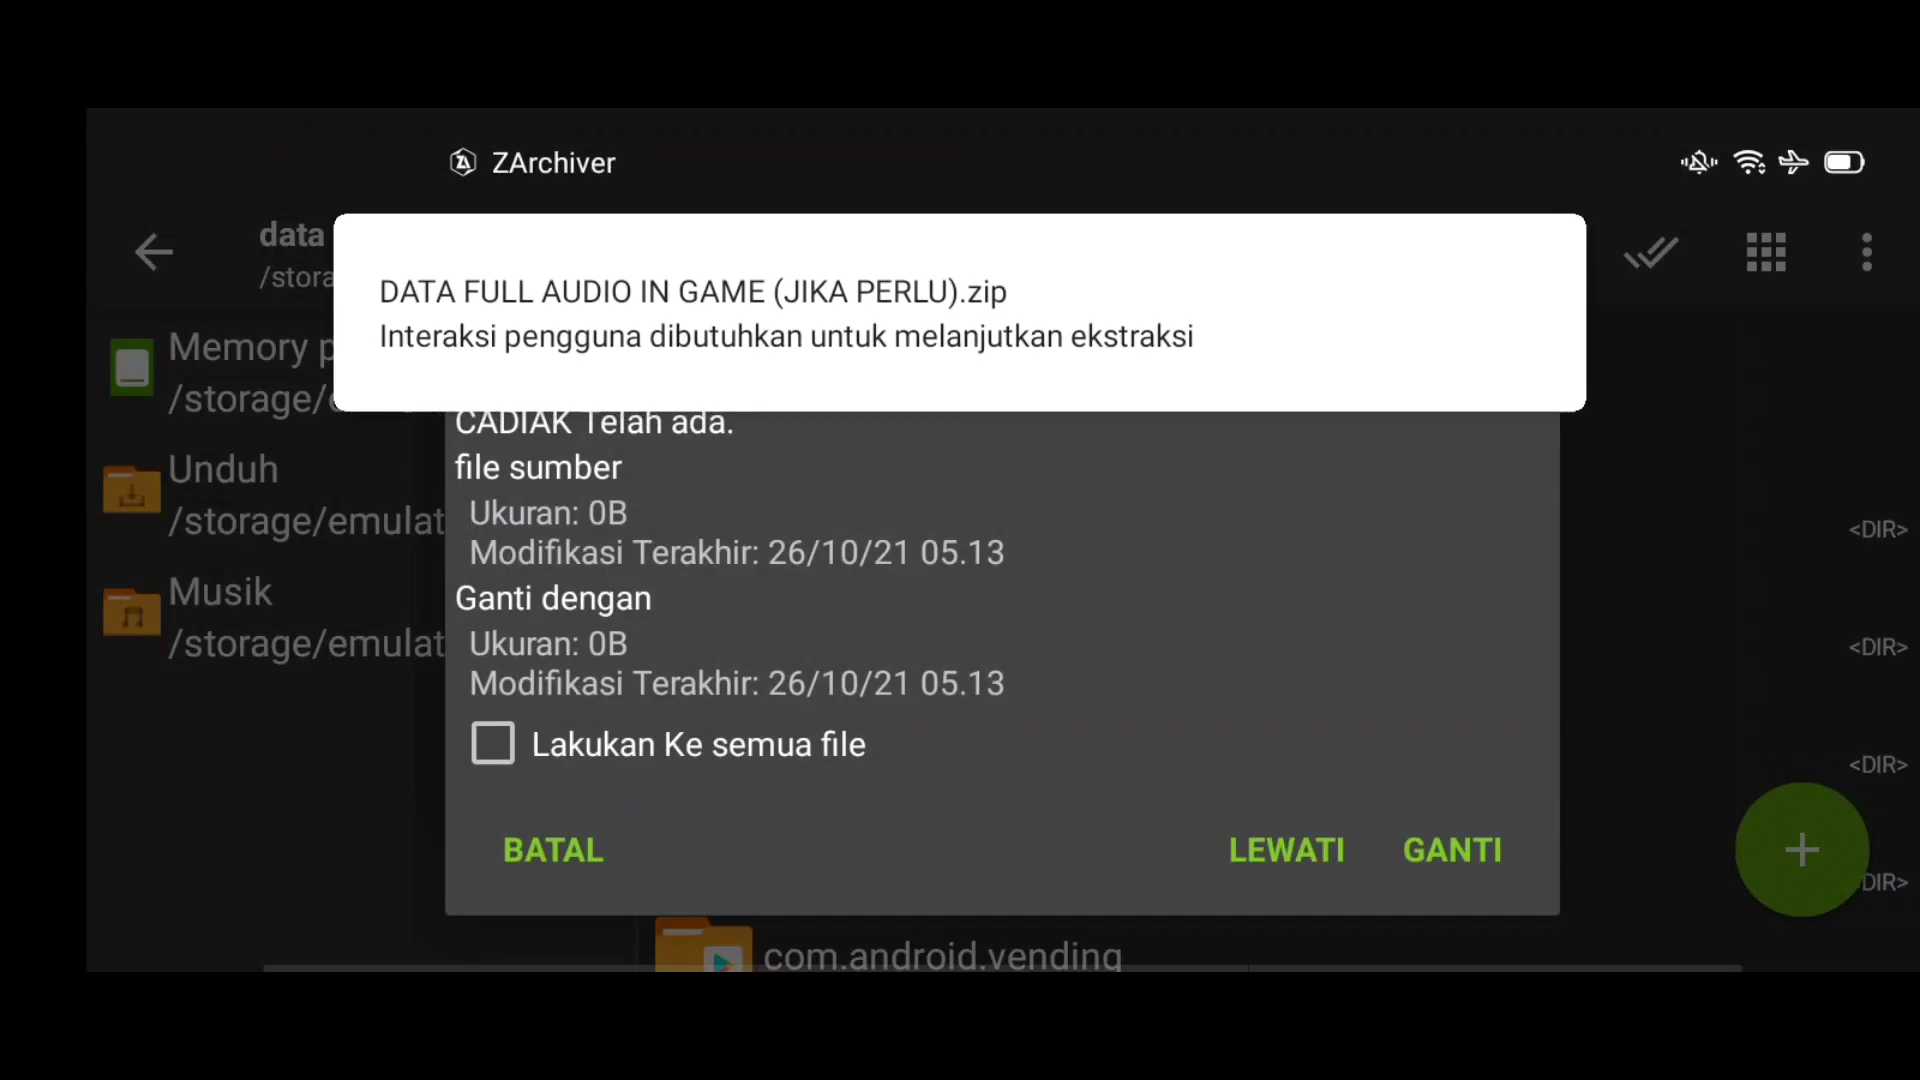 ZArchiver
data
/stora
DATA FULL AUDIO IN GAME (JIKA PERLU).zip
Interaksi pengguna dibutuhkan untuk melanjutkan ekstraksi
Memory p
/storage/e
CADIAK Telah ada.
file sumber
Ukuran: 0B
Modifikasi Terakhir: 26/10/21 05.13
Ganti dengan
Ukuran: 0B
Modifikasi Terakhir: 26/10/21 05.13
Lakukan Ke semua file
BATAL
LEWATI
GANTI
Unduh
/storage/emulat
Musik
/storage/emulat
<DIR>
<DIR>
<DIR>
DIR>
com.android.vending